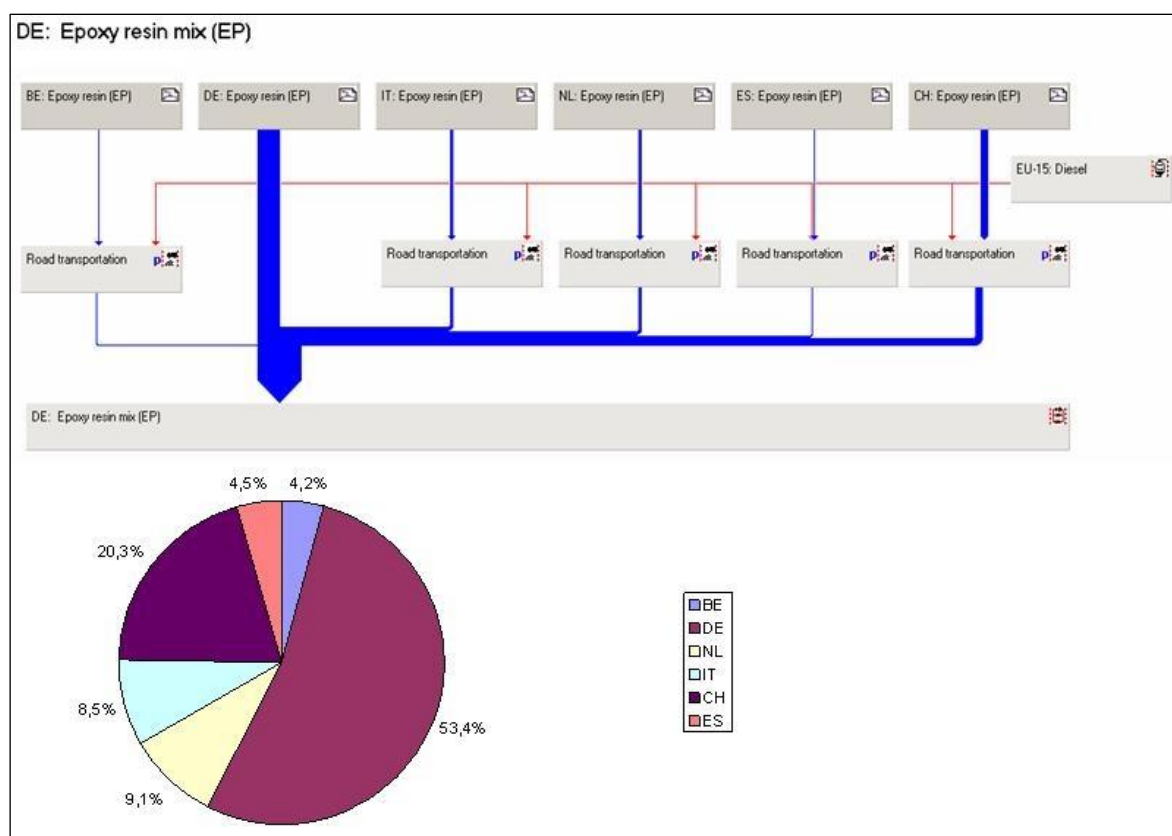 DE: Epoxy resin mix (EP)
BE: Epoxy resin (EP)
DE: Epoxy resin (EP)
IT: Epoxy resin (EP)
NL: Epoxy resin (EP)
ES: Epoxy resin (EP)
CH: Epoxy resin (EP)
EU-15: Diesel
Road transportation
p
Road transportation
p
Road transportation
p
Road transportation
p
Road transportation
p
DE: Epoxy resin mix (EP)
4,5%
4,2%
20,3%
8,5%
9,1%
53,4%
BE
DE
NL
IT
CH
ES